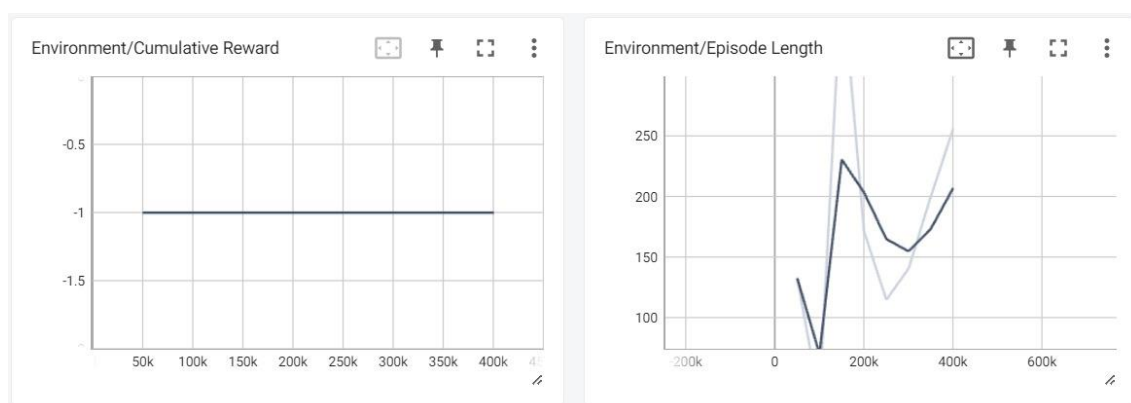 Environment/Cumulative Reward
-0.5
-1
-1.5
50k 100k 150k 200k 250k 300k 350k 400k
Environment/Episode Length
250
200
150
100
-200k 0 200k 400k 600k